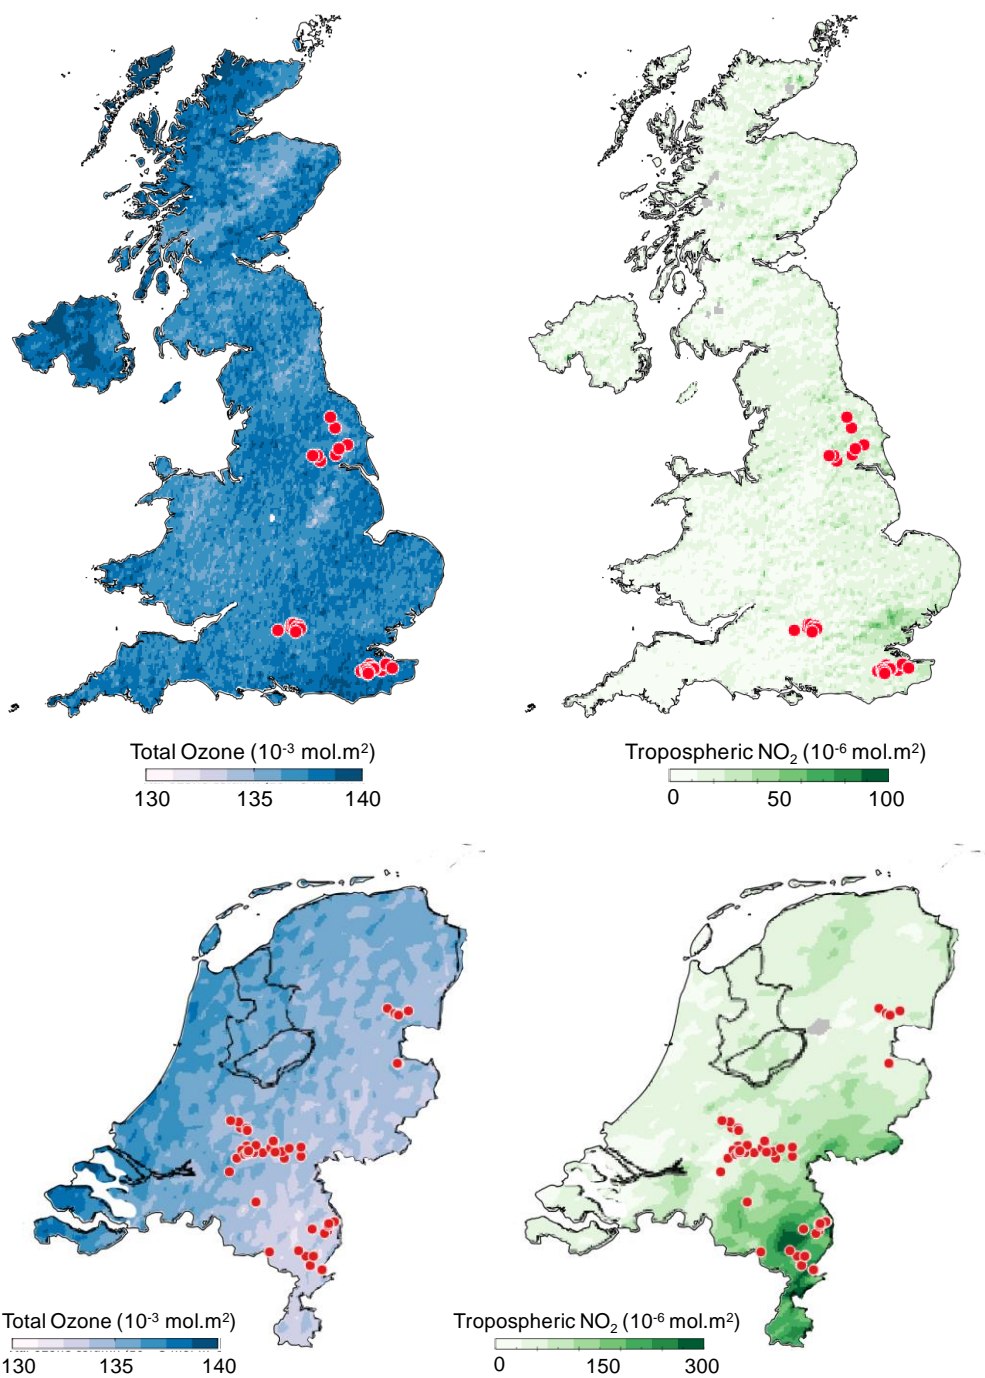 Total Ozone (10-3 mol.m2)
130 135 140
Tropospheric NO2 (10-6 mol.m2)
0 50 100
Total Ozone (10-3 mol.m2)
130 135 140
Tropospheric NO2 (10-6 mol.m2)
0 150 300